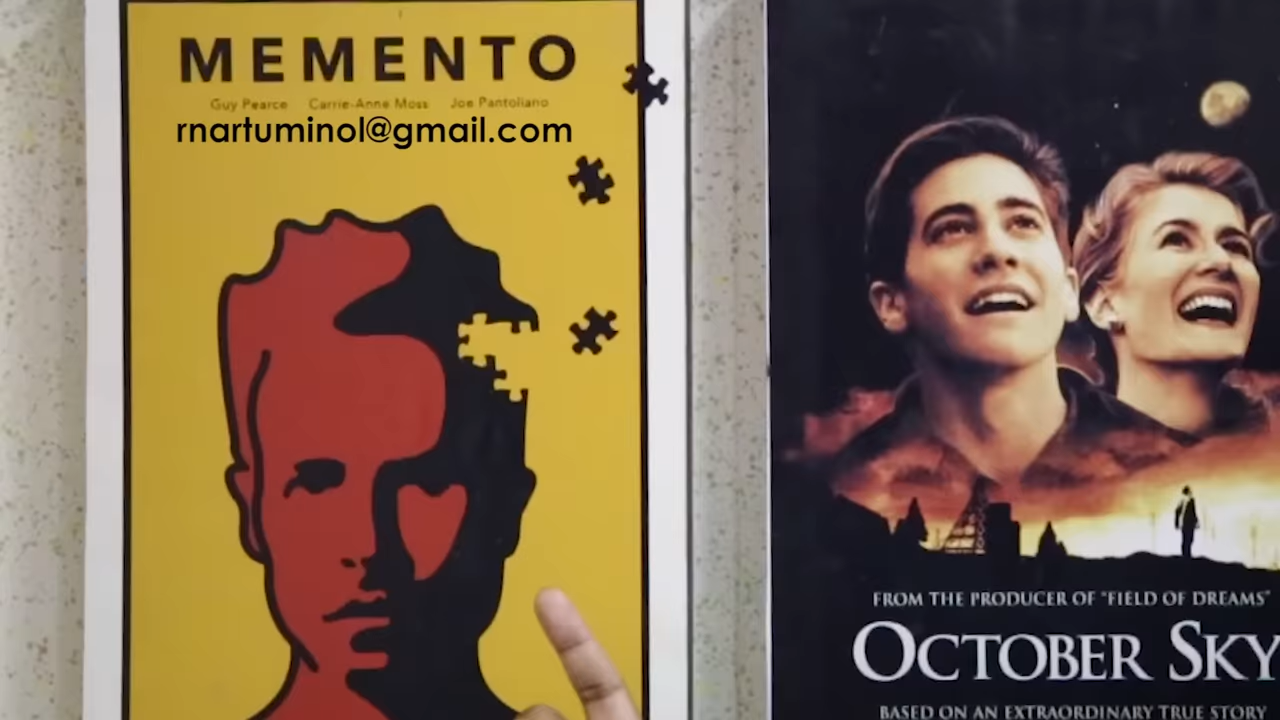 MEMENTO
Guy Pearce Carrie-Anne Moss Joe Pantoliano
rnartuminol@gmail.com
FROM THE PRODUCER OF "FIELD OF DREAMS"
OCTOBER SKY
BASED ON AN EXTRAORDINARY TRUE STORY